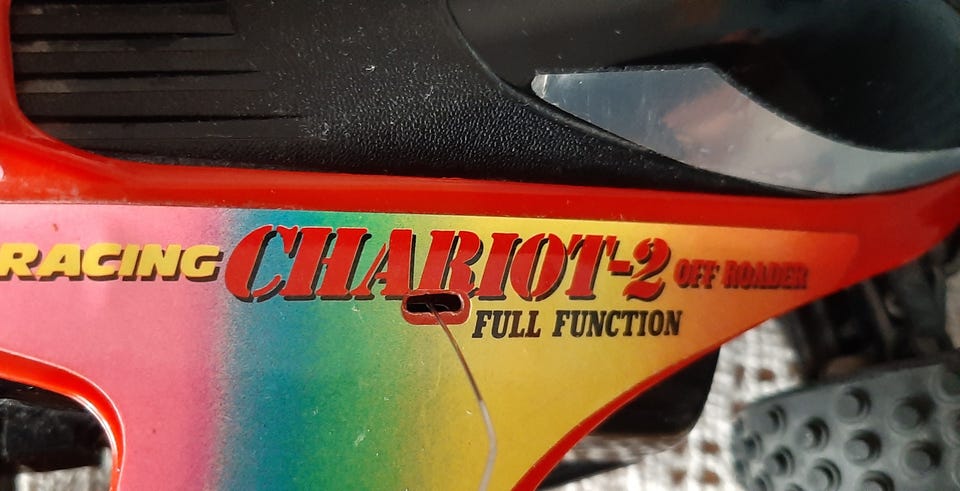 RACING CHARIOT-2 OFF ROADER
FULL FUNCTION